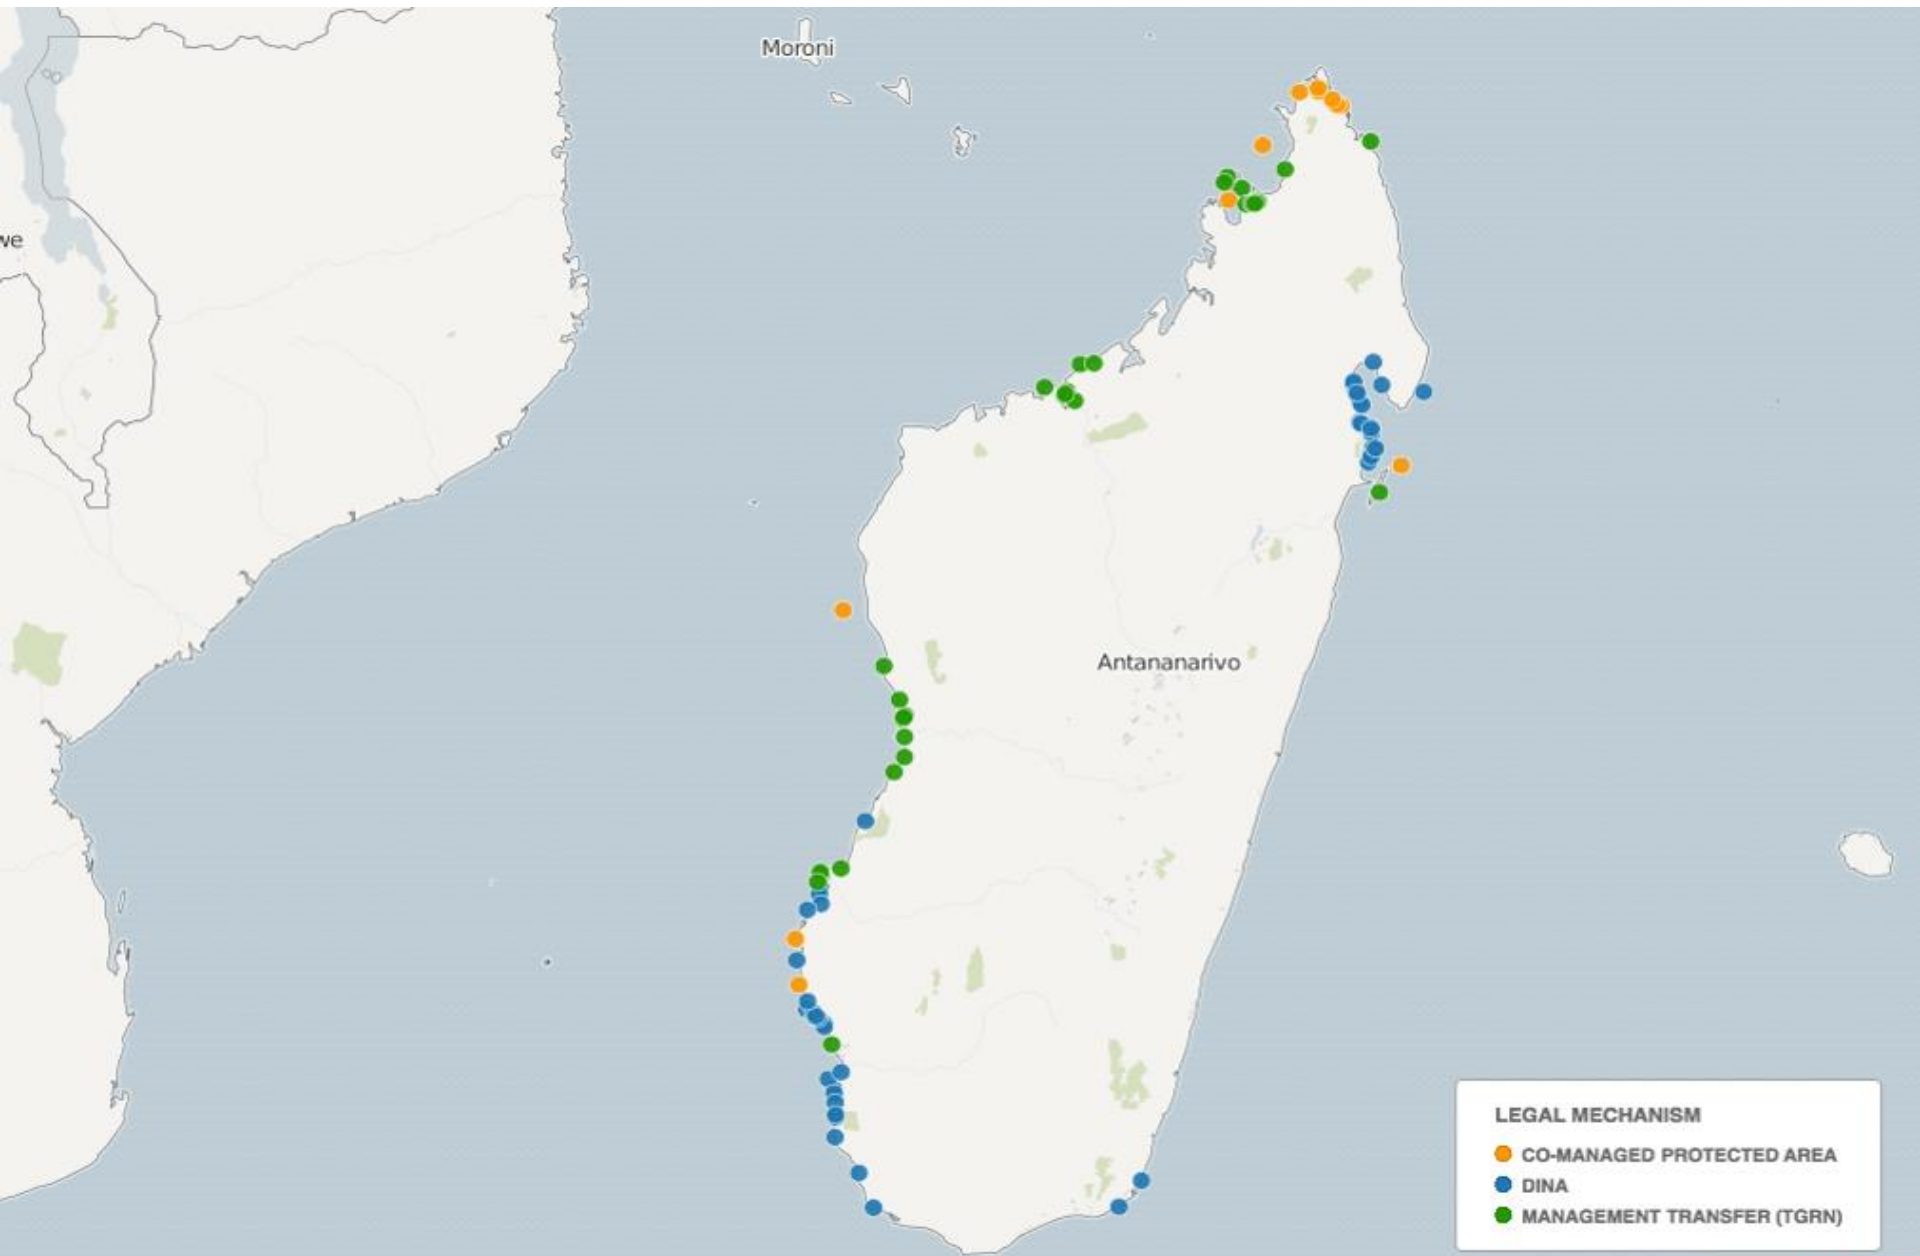 Moroni
we
Antananarivo
LEGAL MECHANISM
CO-MANAGED PROTECTED AREA
DINA
MANAGEMENT TRANSFER (TGRN)